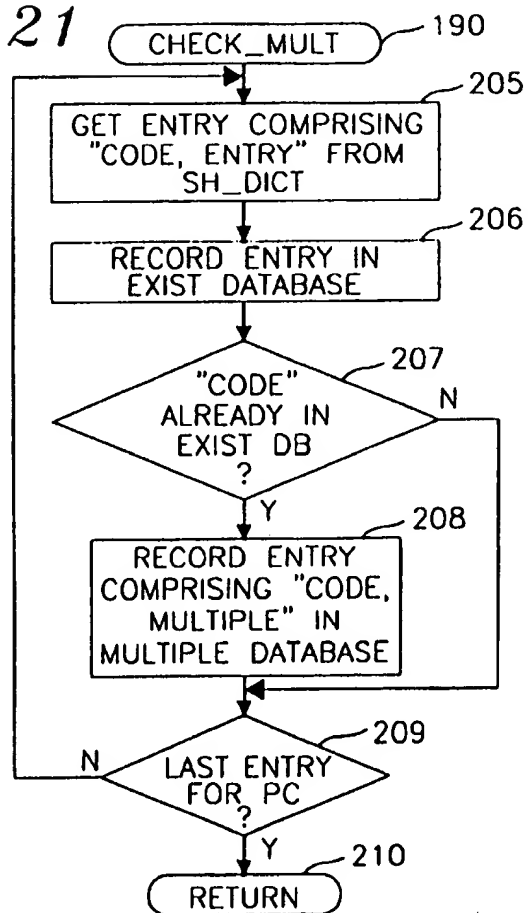 21
CHECK_MULT
190
205
GET ENTRY COMPRISING
"CODE, ENTRY" FROM
SH_DICT
206
RECORD ENTRY IN
EXIST DATABASE
207
"CODE"
ALREADY IN
EXIST DB
?
N
Y
208
RECORD ENTRY
COMPRISING "CODE,
MULTIPLE" IN
MULTIPLE DATABASE
209
N
LAST ENTRY
FOR PC
?
Y
210
RETURN